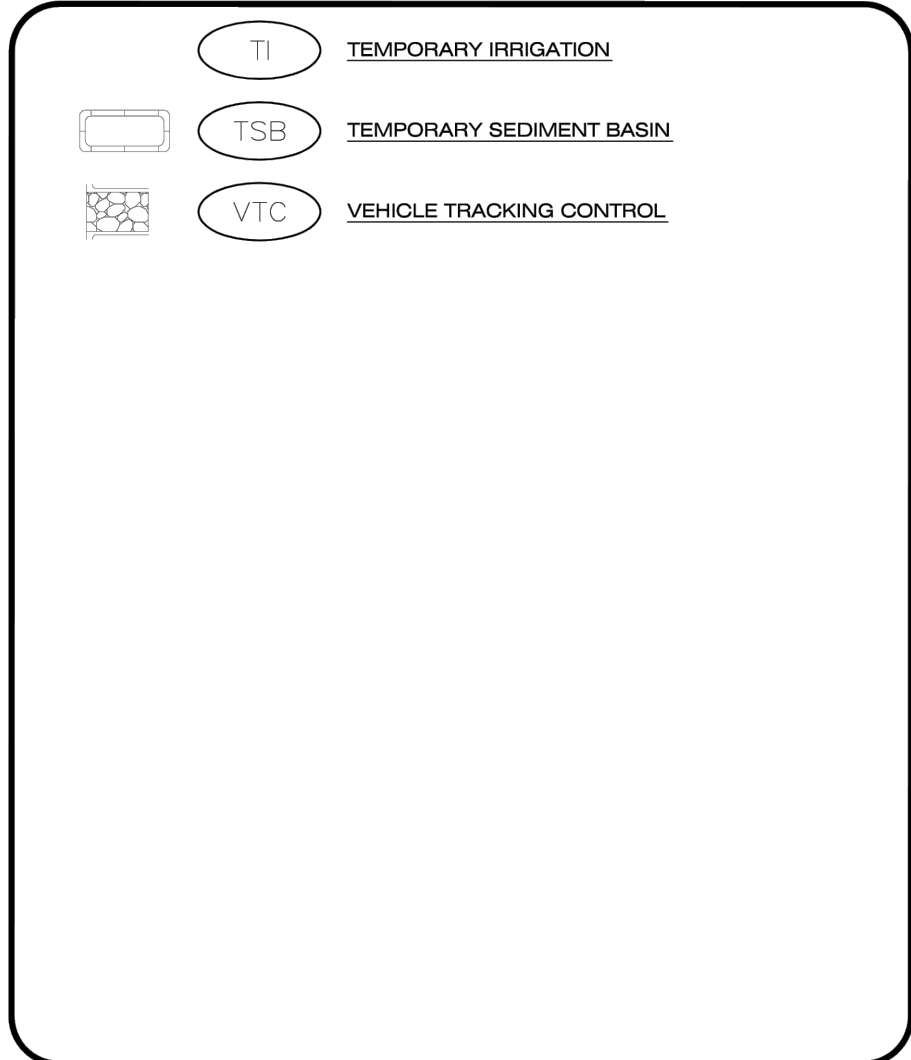 TI TEMPORARY IRRIGATION
TSB TEMPORARY SEDIMENT BASIN
VTC VEHICLE TRACKING CONTROL